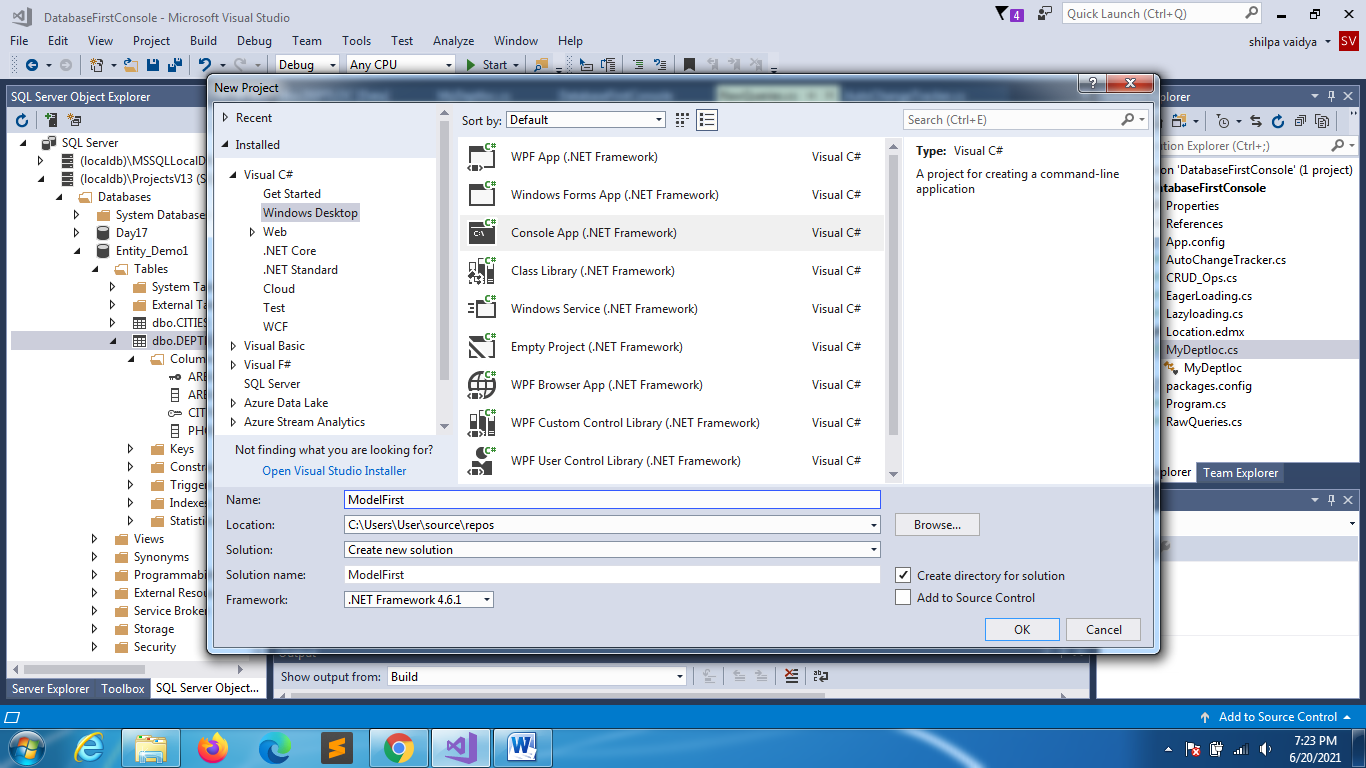 DatabaseFirstConsole - Microsoft Visual Studio
4
Quick Launch (Ctrl+Q)
File Edit View Project Build Debug Team Tools Test Analyze Window Help
shilpa vaidya
SV
Debug
Any CPU
Start
SQL Server Object Explorer
SQL Server
(localdb)\MSSQLLocalD
(localdb)\ProjectsV13 (S
Databases
System Database
Day17
Entity_Demo1
Tables
System Ta
External Ta
dbo.CITIES
dbo.DEPT
Colum
ARE
ARE
CIT
PHO
Keys
Constra
Trigger
Indexes
Statisti
Views
Synonyms
Programmabi
External Resou
Service Broker
Storage
Security
Server Explorer Toolbox SQL Server Object...
New Project
?
Recent
Installed
Visual C#
Get Started
Windows Desktop
Web
.NET Core
.NET Standard
Cloud
Test
WCF
Visual Basic
Visual F#
SQL Server
Azure Data Lake
Azure Stream Analytics
Not finding what you are looking for?
Open Visual Studio Installer
Sort by: Default
Search (Ctrl+E)
WPF App (.NET Framework) Visual C#
Windows Forms App (.NET Framework) Visual C#
Console App (.NET Framework) Visual C#
Class Library (.NET Framework) Visual C#
Windows Service (.NET Framework) Visual C#
Empty Project (.NET Framework) Visual C#
WPF Browser App (.NET Framework) Visual C#
WPF Custom Control Library (.NET Framework) Visual C#
WPF User Control Library (.NET Framework) Visual C#
Type: Visual C#
A project for creating a command-line
application
Name: ModelFirst
Location: C:\Users\User\source\repos
Browse...
Solution: Create new solution
Solution name: ModelFirst
Create directory for solution
Framework: .NET Framework 4.6.1
Add to Source Control
OK Cancel
plorer
tion Explorer (Ctrl+;)
on 'DatabaseFirstConsole' (1 project)
tabaseFirstConsole
Properties
References
App.config
AutoChangeTracker.cs
CRUD_Ops.cs
EagerLoading.cs
Lazyloading.cs
Location.edmx
MyDeptloc.cs
MyDeptloc
packages.config
Program.cs
RawQueries.cs
plorer Team Explorer
Output
Show output from: Build
Add to Source Control
7:23 PM
6/20/2021